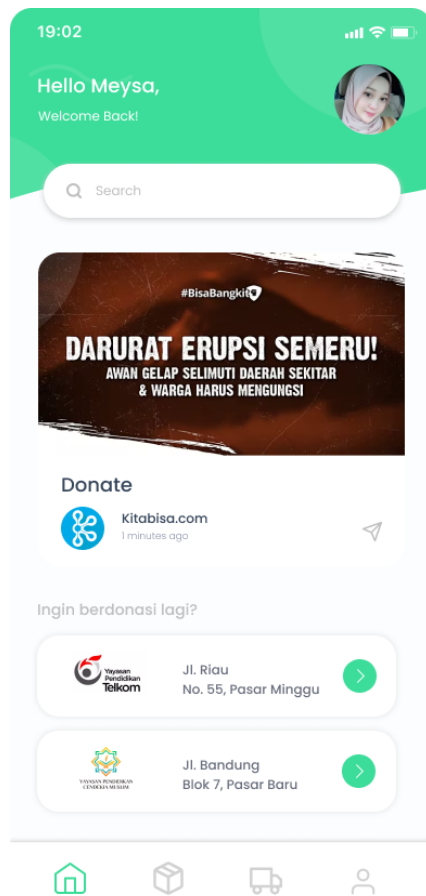 19:02
Hello Meysa,
Welcome Back!
Search
#BisaBangkit
DARURAT ERUPSI SEMERU!
AWAN GELAP SELIMUTI DAERAH SEKITAR
& WARGA HARUS MENGUNGSI
Donate
Kitabisa.com
1 minutes ago
Ingin berdonasi lagi?
Yayasan
Pendidikan
Telkom
Jl. Riau
No. 55, Pasar Minggu
YAYASAN PENDIDIKAN
CENDEKIA MUSLIM
Jl. Bandung
Blok 7, Pasar Baru